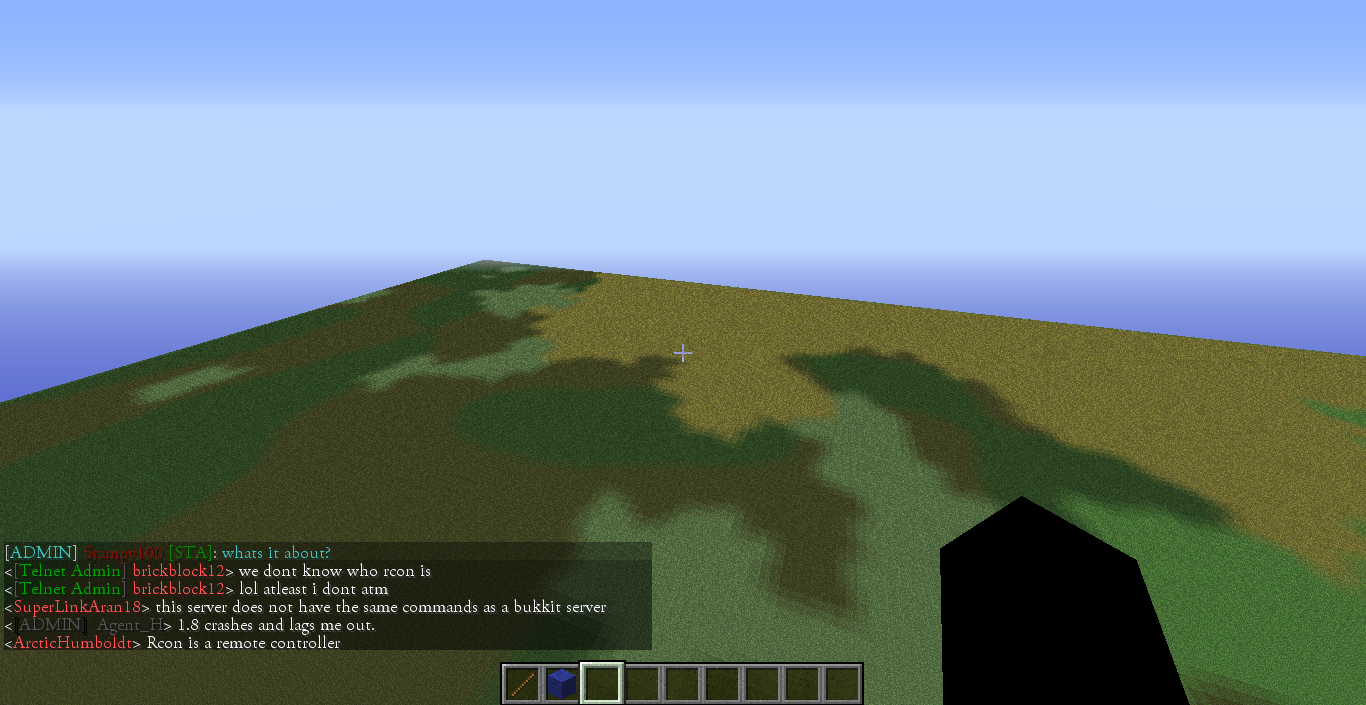 [ADMIN] Stampy100 [STA]: whats it about?
<[Telnet Admin] brickblock12> we dont know who rcon is
<[Telnet Admin] brickblock12> lol atleast i dont atm
<SuperLinkAran18> this server does not have the same commands as a bukkit server
<[ADMIN] Agent_H> 1.8 crashes and lags me out.
<ArcticHumboldt> Rcon is a remote controller